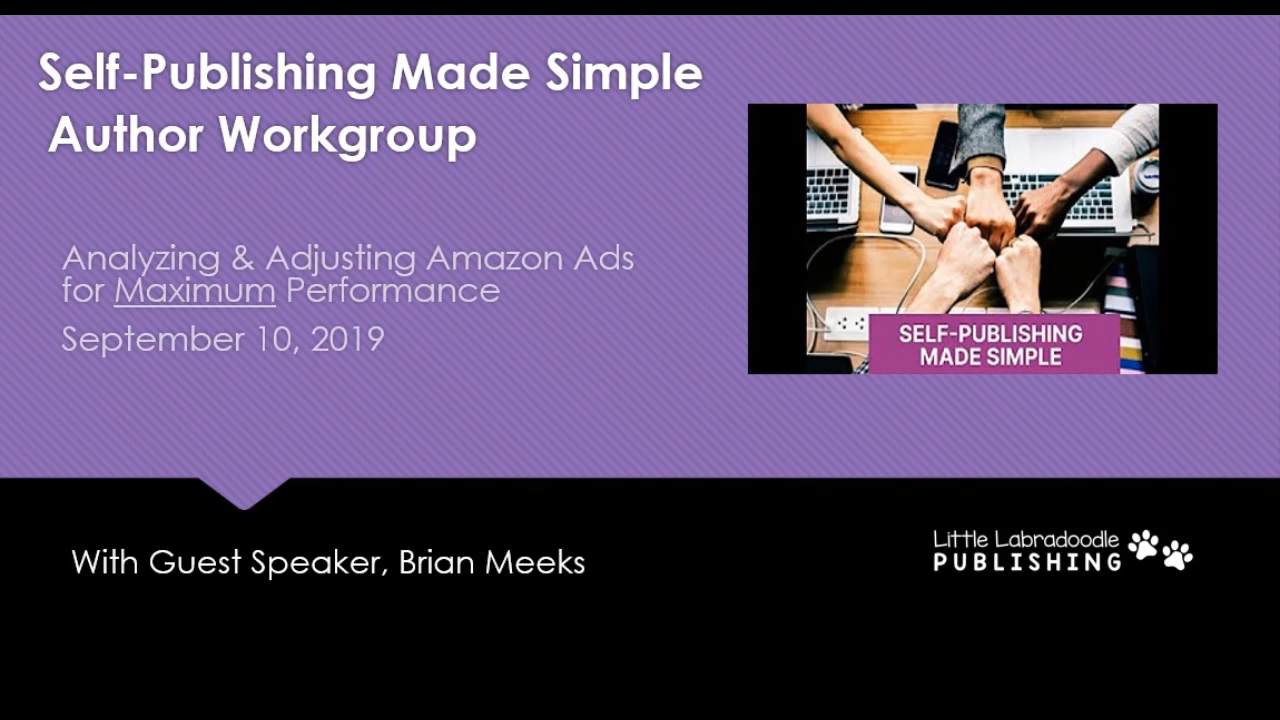 Self-Publishing Made Simple
Author Workgroup
Analyzing & Adjusting Amazon Ads
for Maximum Performance
September 10, 2019
SELF-PUBLISHING
MADE SIMPLE
With Guest Speaker, Brian Meeks
Little Labradoodle
PUBLISHING